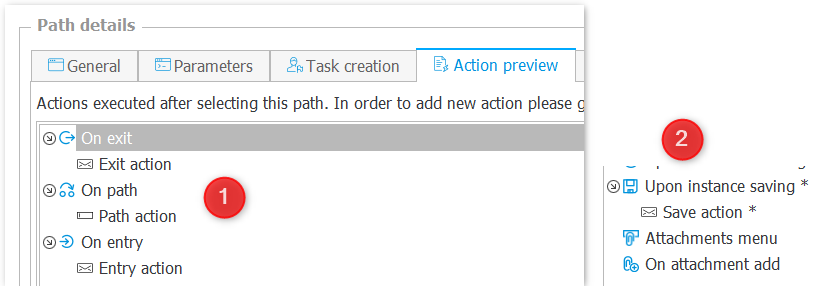 Path details
General
Parameters
Task creation
Action preview
Actions executed after selecting this path. In order to add new action please
On exit
Exit action
On path
Path action
On entry
Entry action
1
2
Upon instance saving *
Save action *
Attachments menu
On attachment add